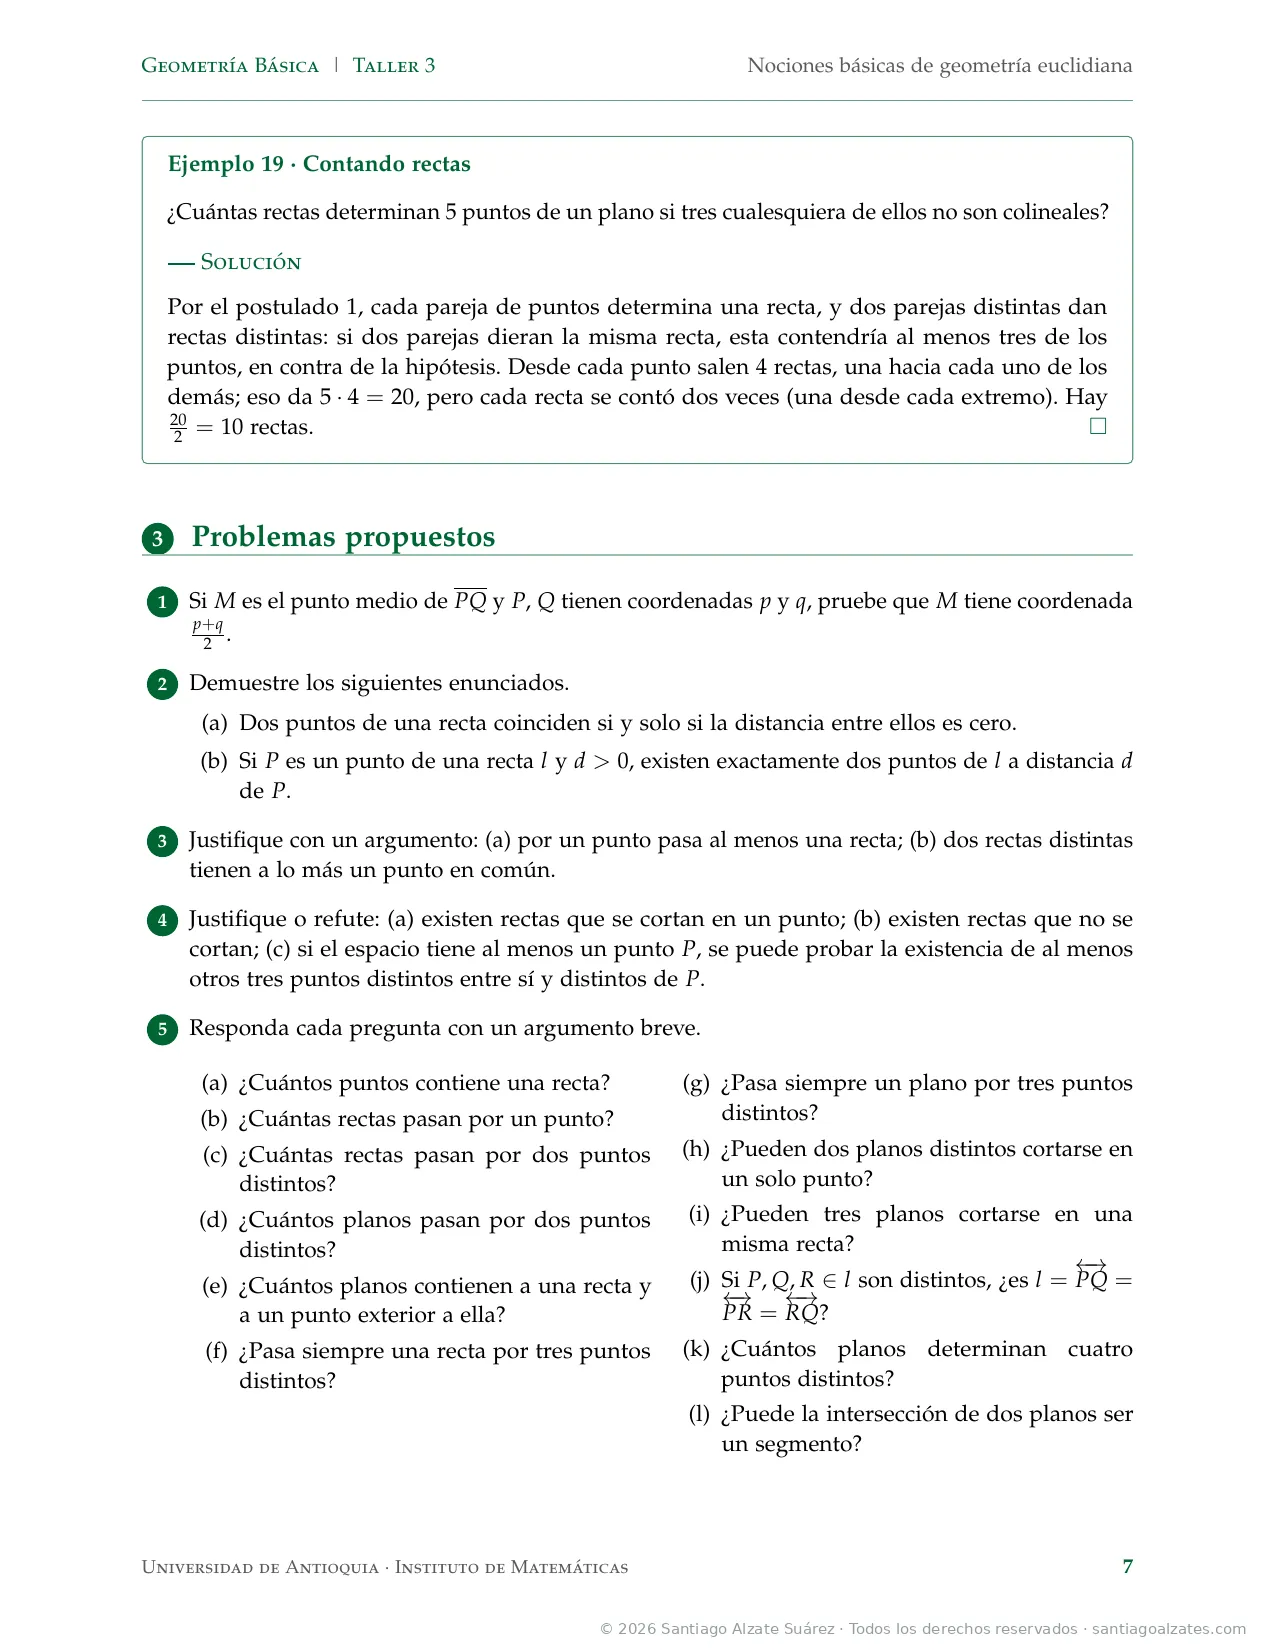 Geometría Básica | Taller 3
Nociones básicas de geometría euclidiana
Ejemplo 19 · Contando rectas
¿Cuántas rectas determinan 5 puntos de un plano si tres cualesquiera de ellos no son colineales?
— Solución
Por el postulado 1, cada pareja de puntos determina una recta, y dos parejas distintas dan
rectas distintas: si dos parejas dieran la misma recta, esta contendría al menos tres de los
puntos, en contra de la hipótesis. Desde cada punto salen 4 rectas, una hacia cada uno de los
demás; eso da 5 · 4 = 20, pero cada recta se contó dos veces (una desde cada extremo). Hay
$\frac{20}{2}$ = 10 rectas. □
3 Problemas propuestos
1 Si M es el punto medio de $\overline{PQ}$ y P, Q tienen coordenadas p y q, pruebe que M tiene coordenada
$\frac{p+q}{2}$.
2 Demuestre los siguientes enunciados.
(a) Dos puntos de una recta coinciden si y solo si la distancia entre ellos es cero.
(b) Si P es un punto de una recta l y d > 0, existen exactamente dos puntos de l a distancia d
de P.
3 Justifique con un argumento: (a) por un punto pasa al menos una recta; (b) dos rectas distintas
tienen a lo más un punto en común.
4 Justifique o refute: (a) existen rectas que se cortan en un punto; (b) existen rectas que no se
cortan; (c) si el espacio tiene al menos un punto P, se puede probar la existencia de al menos
otros tres puntos distintos entre sí y distintos de P.
5 Responda cada pregunta con un argumento breve.
(a) ¿Cuántos puntos contiene una recta?
(b) ¿Cuántas rectas pasan por un punto?
(c) ¿Cuántas rectas pasan por dos puntos
distintos?
(d) ¿Cuántos planos pasan por dos puntos
distintos?
(e) ¿Cuántos planos contienen a una recta y
a un punto exterior a ella?
(f) ¿Pasa siempre una recta por tres puntos
distintos?
(g) ¿Pasa siempre un plano por tres puntos
distintos?
(h) ¿Pueden dos planos distintos cortarse en
un solo punto?
(i) ¿Pueden tres planos cortarse en una
misma recta?
(j) Si P, Q, R ∈ l son distintos, ¿es l = $\overleftrightarrow{PQ}$ =
$\overleftrightarrow{PR}$ = $\overleftrightarrow{RQ}$?
(k) ¿Cuántos planos determinan cuatro
puntos distintos?
(l) ¿Puede la intersección de dos planos ser
un segmento?
Universidad de Antioquia · Instituto de Matemáticas
7
© 2026 Santiago Alzate Suárez · Todos los derechos reservados · santiagoalzates.com